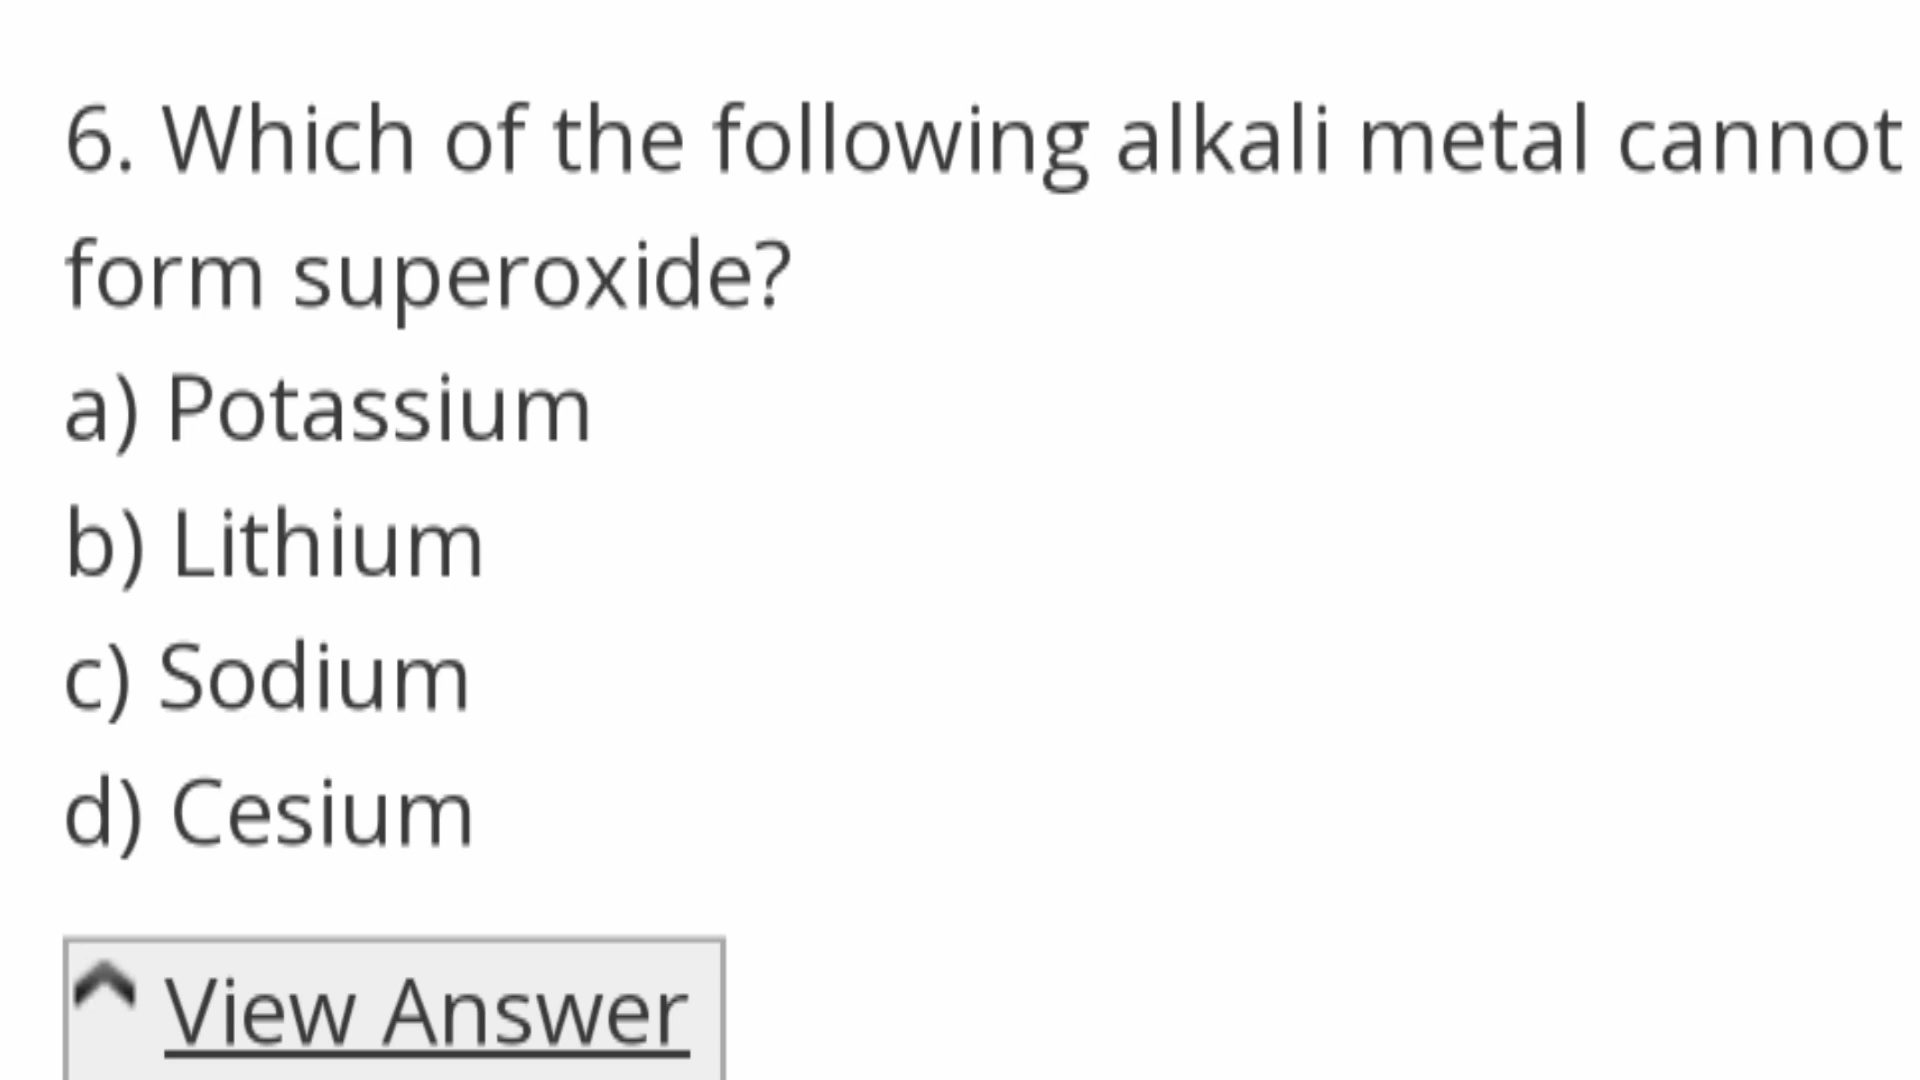 6. Which of the following alkali metal cannot
form superoxide?
a) Potassium
b) Lithium
c) Sodium
d) Cesium
View Answer